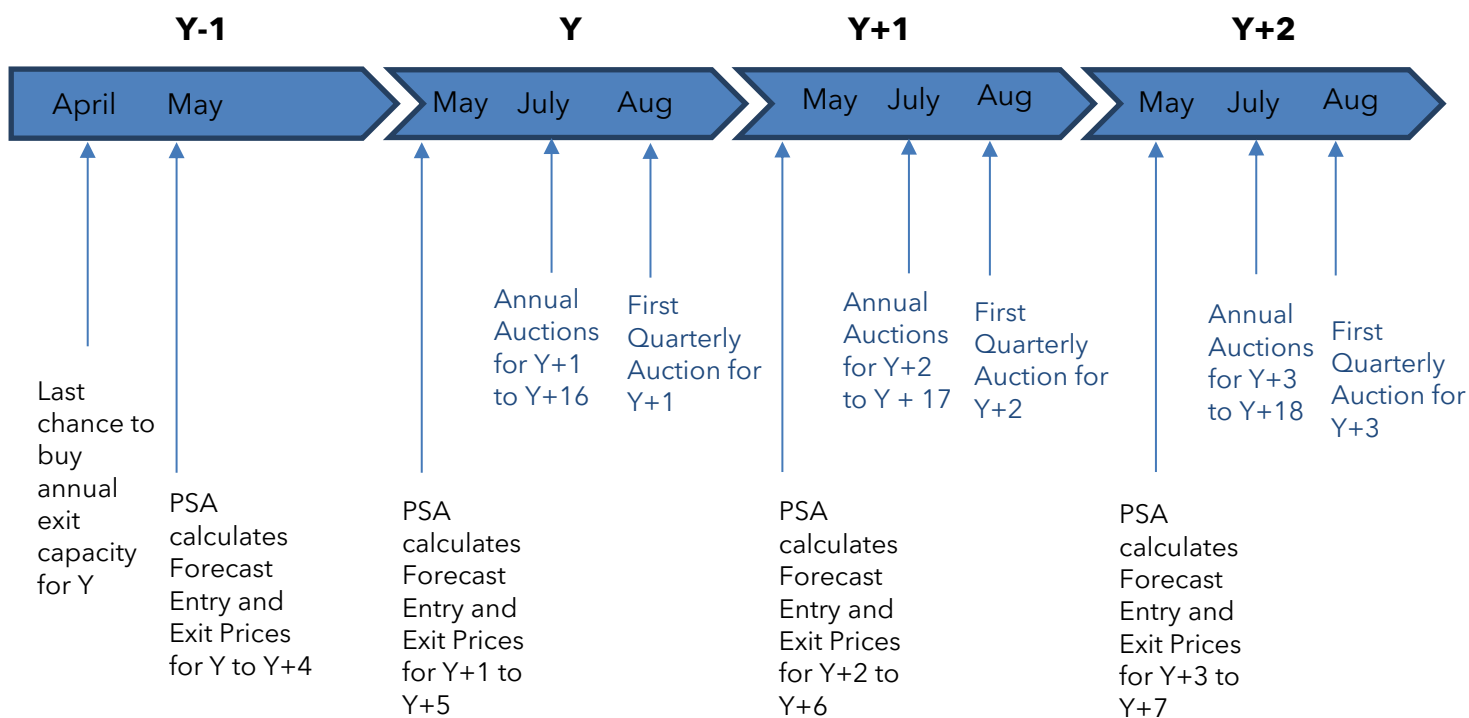 Y-1
Y
Y+1
Y+2
April
May
May
July
Aug
May
July
Aug
May
July
Aug
Last
chance to
buy
annual
exit
capacity
for Y
PSA
calculates
Forecast
Entry and
Exit Prices
for Y to Y+4
PSA
calculates
Forecast
Entry and
Exit Prices
for Y+1 to
Y+5
Annual
Auctions
for Y+1
to Y+16
First
Quarterly
Auction for
Y+1
PSA
calculates
Forecast
Entry and
Exit Prices
for Y+2 to
Y+6
Annual
Auctions
for Y+2
to Y + 17
First
Quarterly
Auction for
Y+2
PSA
calculates
Forecast
Entry and
Exit Prices
for Y+3 to
Y+7
Annual
Auctions
for Y+3
to Y+18
First
Quarterly
Auction for
Y+3